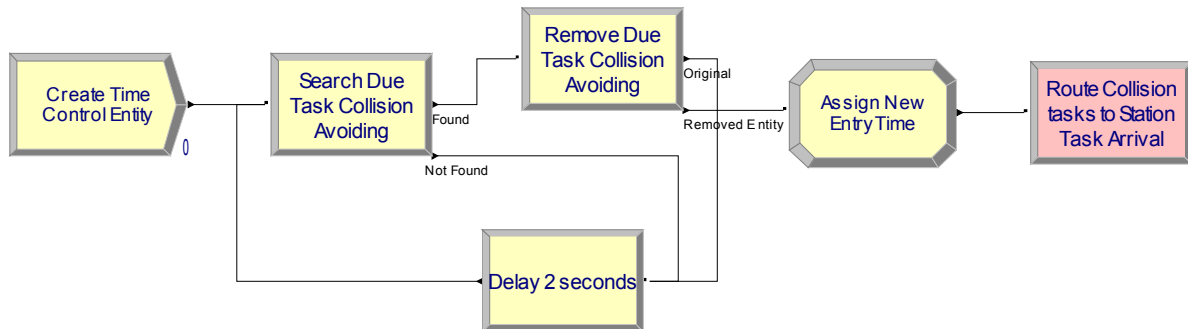 Create Time
Control Entity
0
Search Due
Task Collision
Avoiding
Found
Not Found
Remove Due
Task Collision
Avoiding
Original
Removed Entity
Assign New
Entry Time
Route Collision
tasks to Station
Task Arrival
Delay 2 seconds